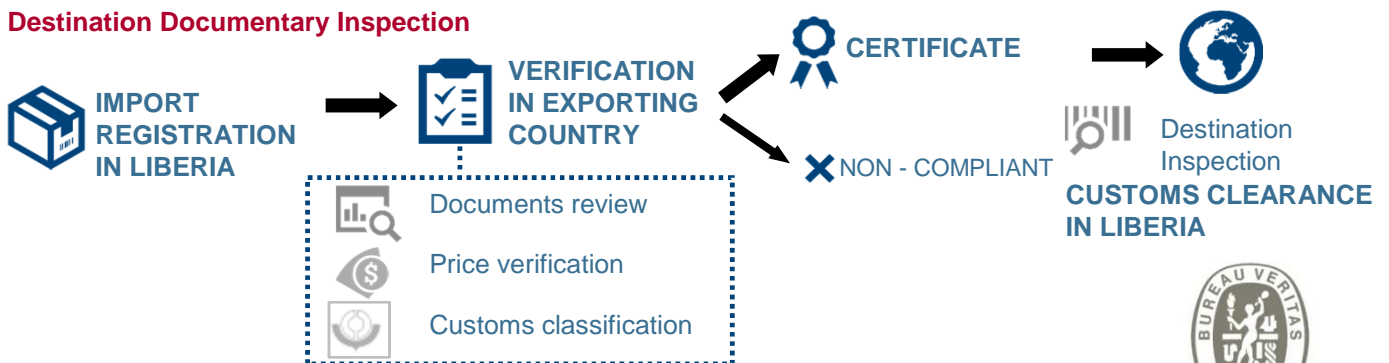 Destination Documentary Inspection
IMPORT
REGISTRATION
IN LIBERIA
VERIFICATION
IN EXPORTING
COUNTRY
Documents review
Price verification
Customs classification
CERTIFICATE
NON - COMPLIANT
Destination
Inspection
CUSTOMS CLEARANCE
IN LIBERIA
BUREAU VERITAS